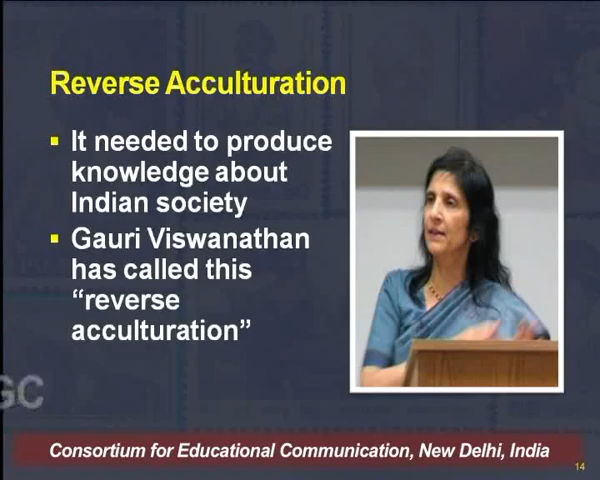 Reverse Acculturation
▪ It needed to produce
knowledge about
Indian society
▪ Gauri Viswanathan
has called this
“reverse
acculturation”
GC
Consortium for Educational Communication, New Delhi, India
14